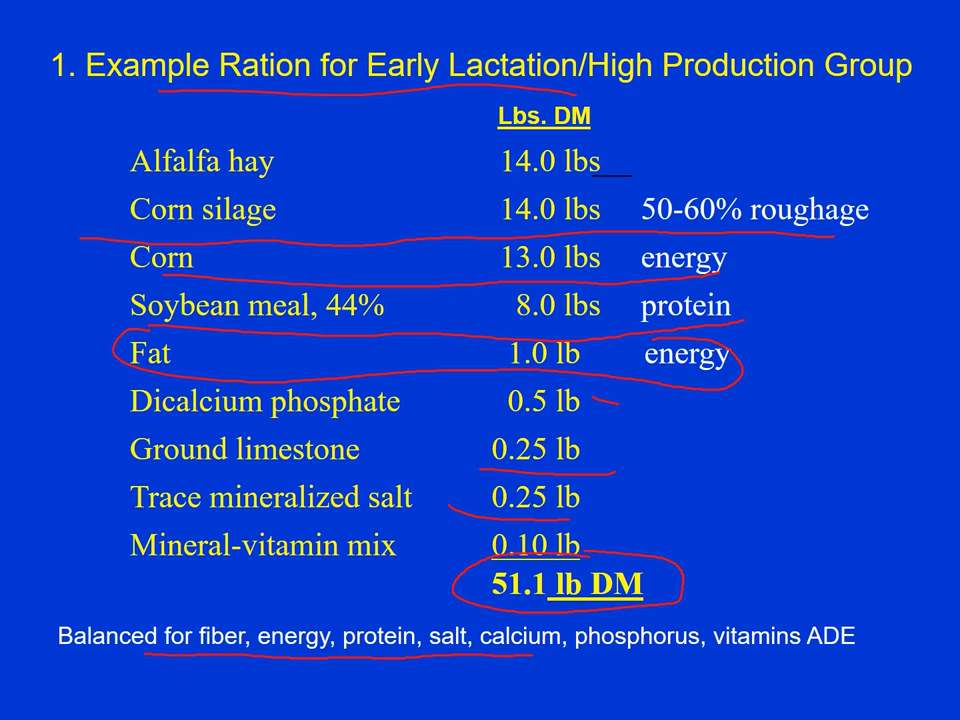 1. Example Ration for Early Lactation/High Production Group
Lbs. DM
Alfalfa hay 14.0 lbs
Corn silage 14.0 lbs 50-60% roughage
Corn 13.0 lbs energy
Soybean meal, 44% 8.0 lbs protein
Fat 1.0 lb energy
Dicalcium phosphate 0.5 lb
Ground limestone 0.25 lb
Trace mineralized salt 0.25 lb
Mineral-vitamin mix 0.10 lb
51.1 lb DM
Balanced for fiber, energy, protein, salt, calcium, phosphorus, vitamins ADE